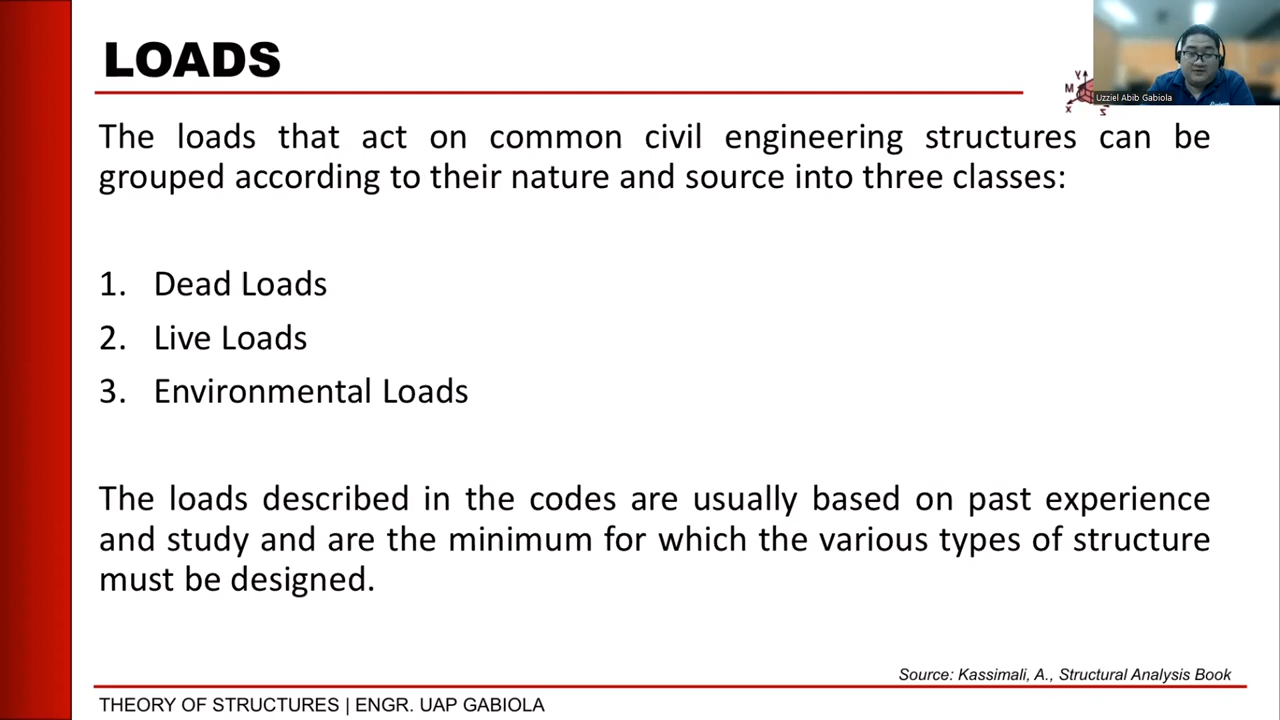 LOADS
Y
M
X
Z
Uzziel Abib Gabiola
The loads that act on common civil engineering structures can be
grouped according to their nature and source into three classes:
1. Dead Loads
2. Live Loads
3. Environmental Loads
The loads described in the codes are usually based on past experience
and study and are the minimum for which the various types of structure
must be designed.
Source: Kassimali, A., Structural Analysis Book
THEORY OF STRUCTURES | ENGR. UAP GABIOLA